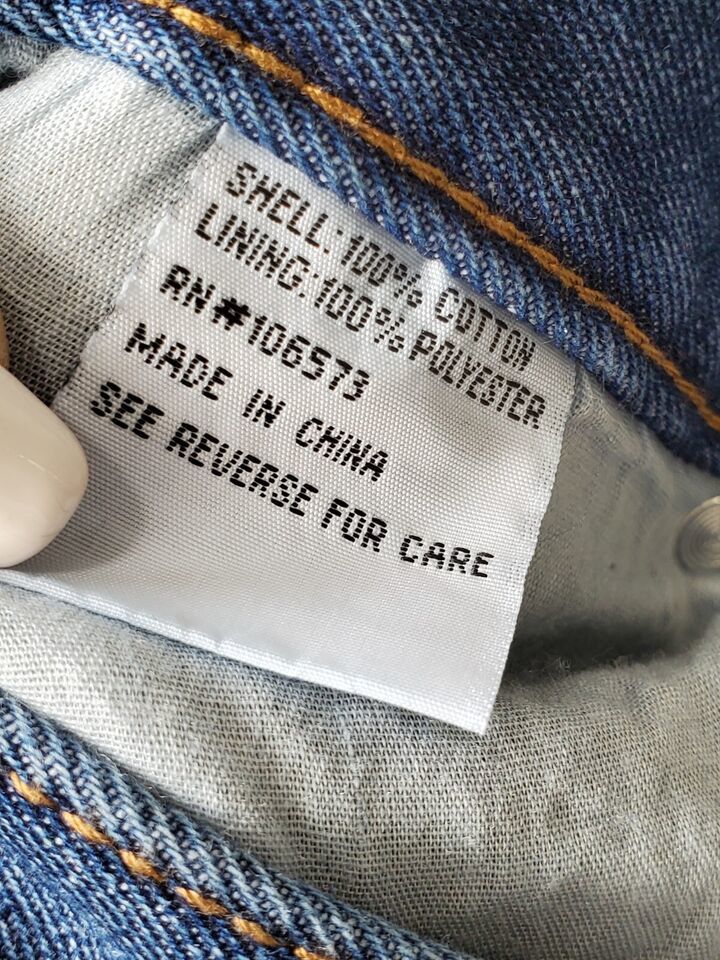 SHELL:100% COTTON
LINING:100% POLYESTER
RN#106573
MADE IN CHINA
SEE REVERSE FOR CARE